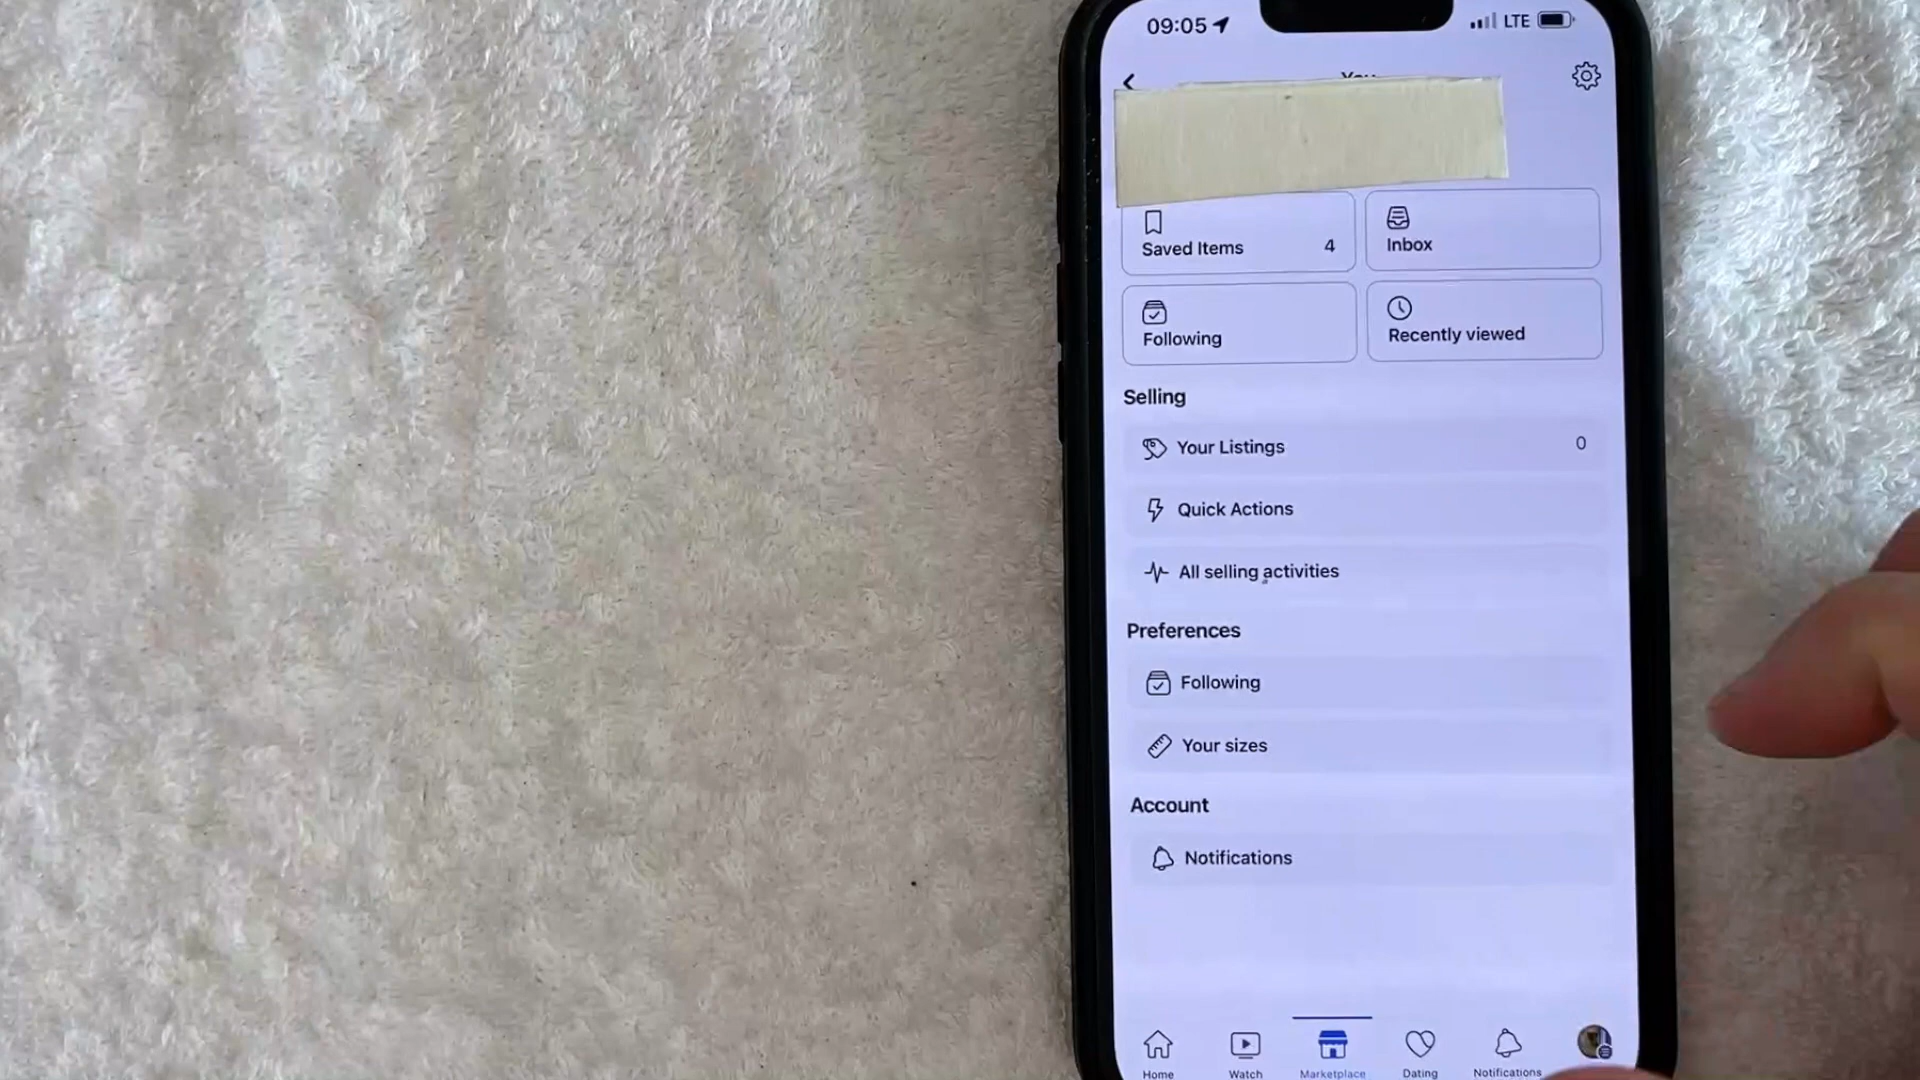 09:05 LTE
Saved Items 4
Inbox
Following
Recently viewed
Selling
Your Listings 0
Quick Actions
All selling activities
Preferences
Following
Your sizes
Account
Notifications
Home Watch Marketplace Dating Notifications